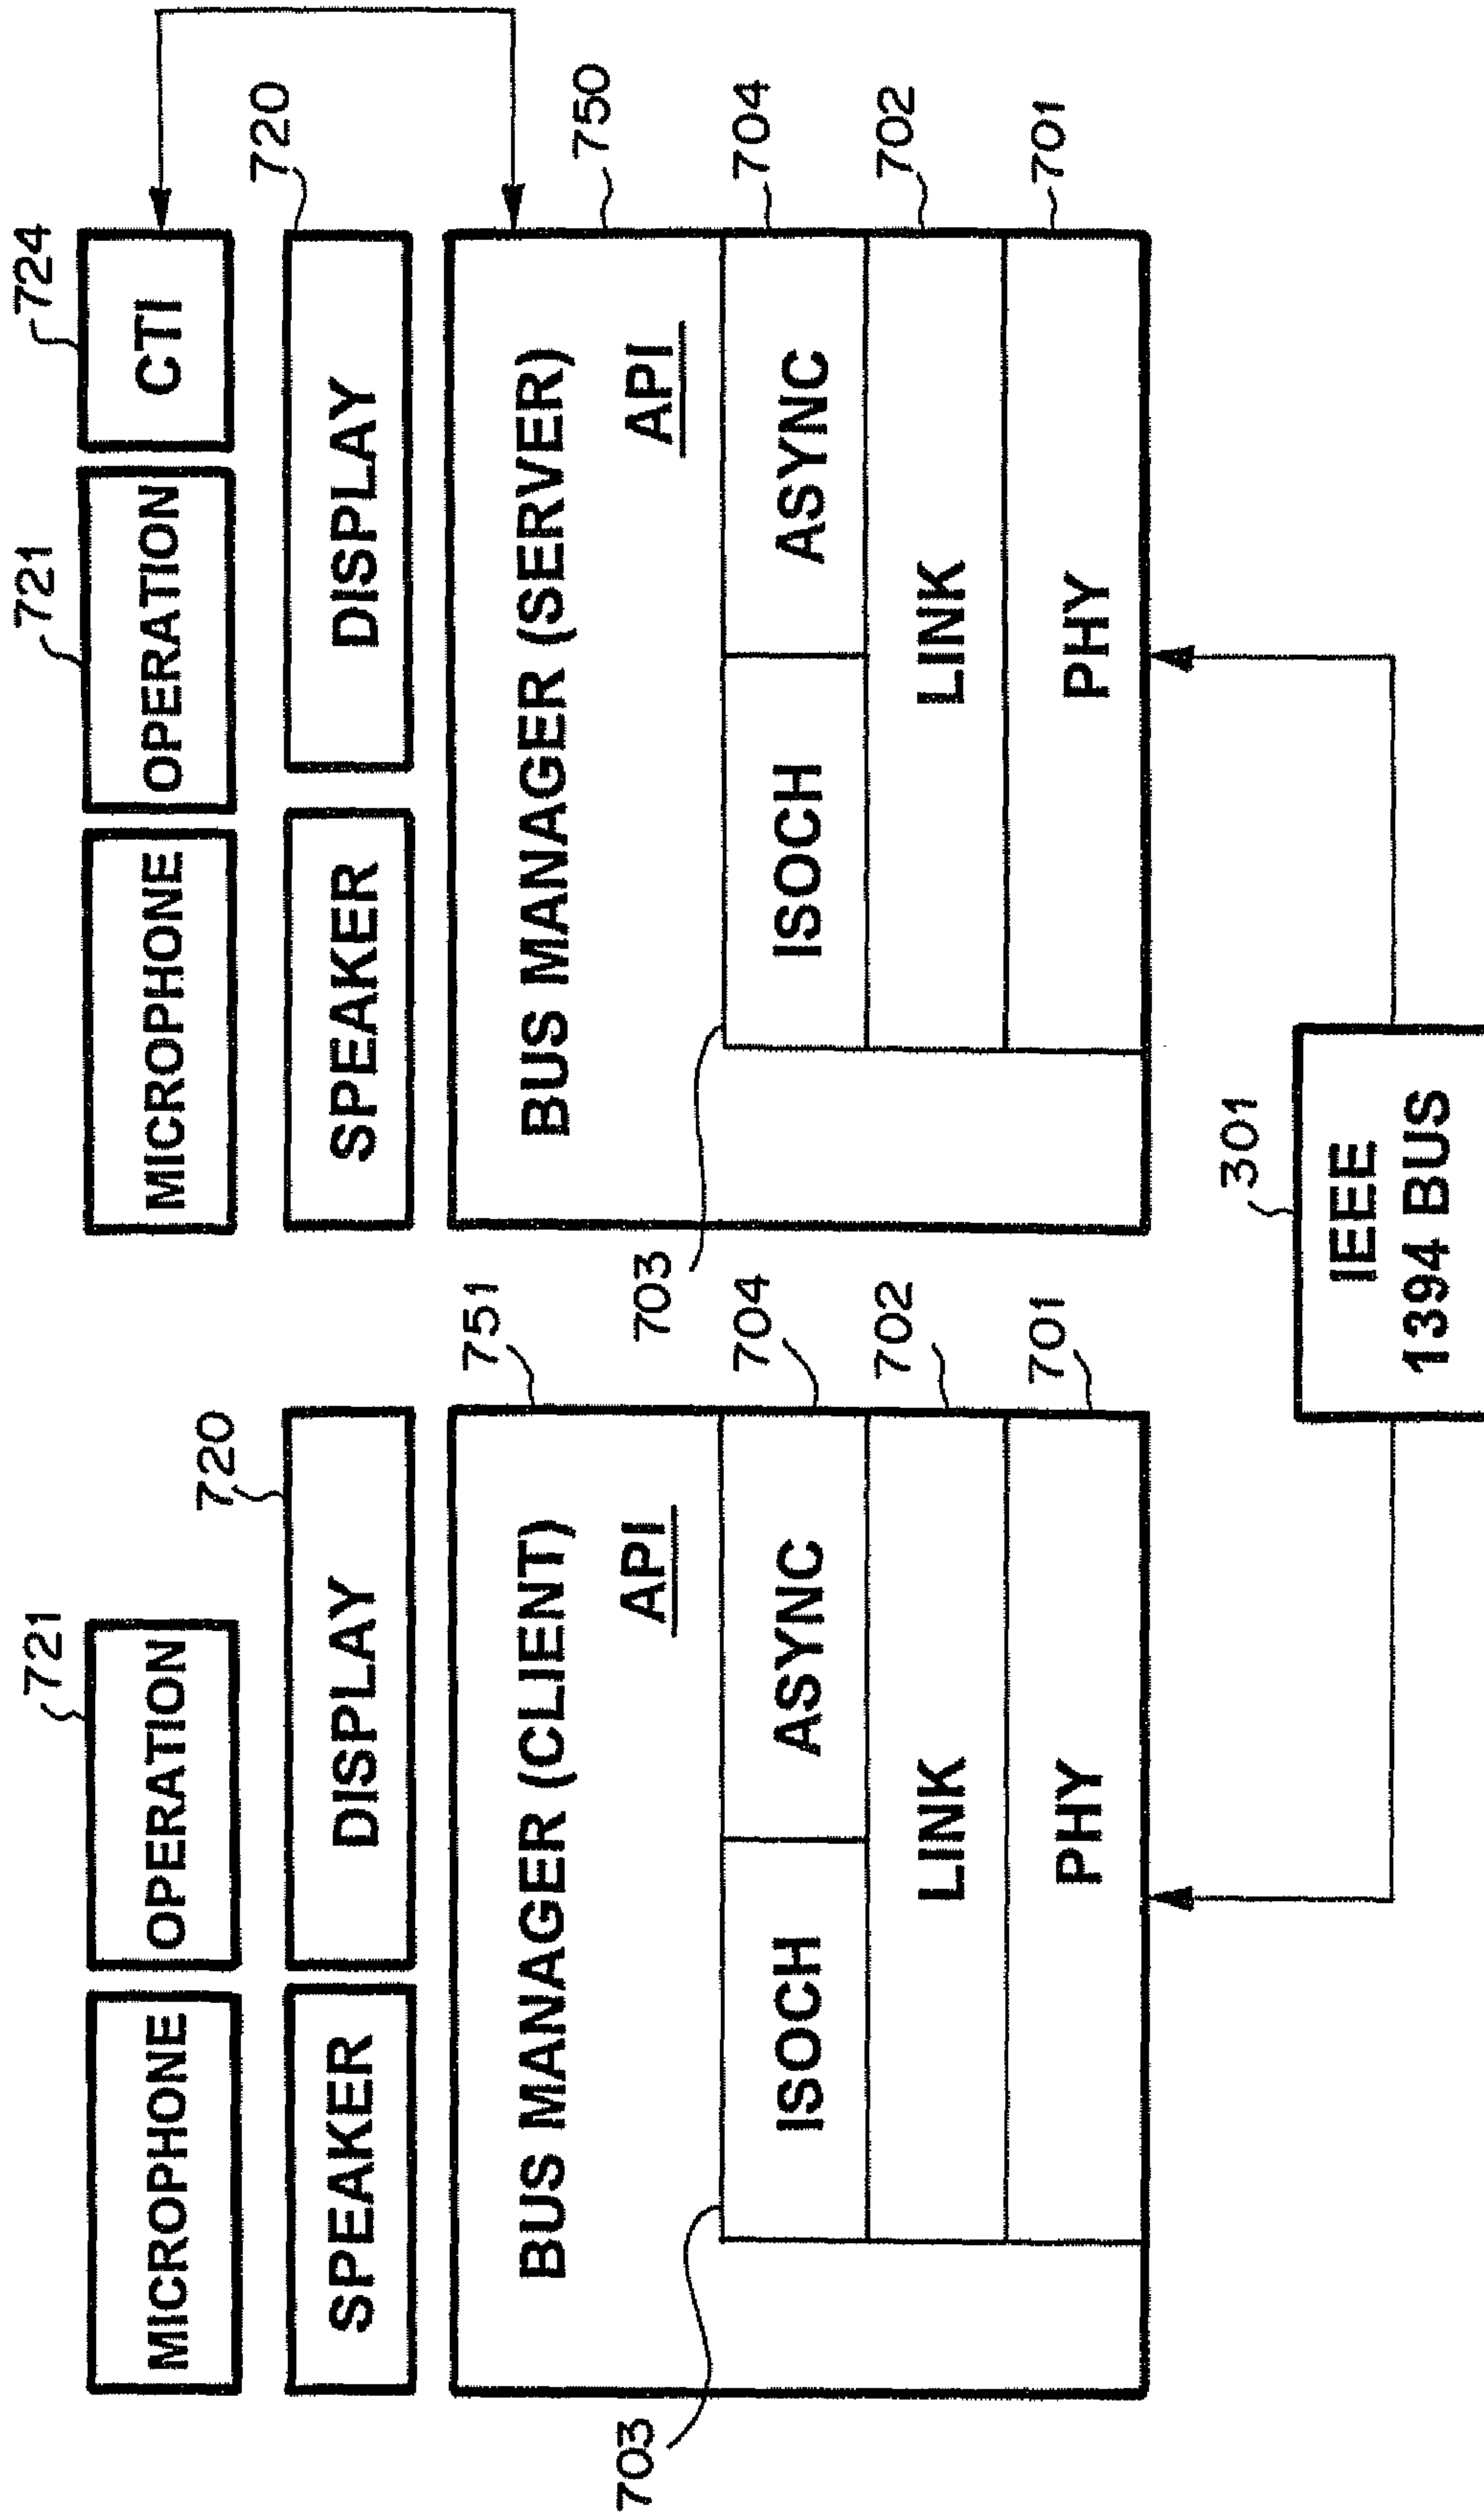 721
MICROPHONE
OPERATION
720
SPEAKER
DISPLAY
751
BUS MANAGER (CLIENT)
API
703
704
ISOCH
ASYNC
702
LINK
701
PHY
721
724
MICROPHONE
OPERATION
CTI
720
SPEAKER
DISPLAY
750
BUS MANAGER (SERVER)
API
703
704
ISOCH
ASYNC
702
LINK
701
PHY
301
IEEE
1394 BUS